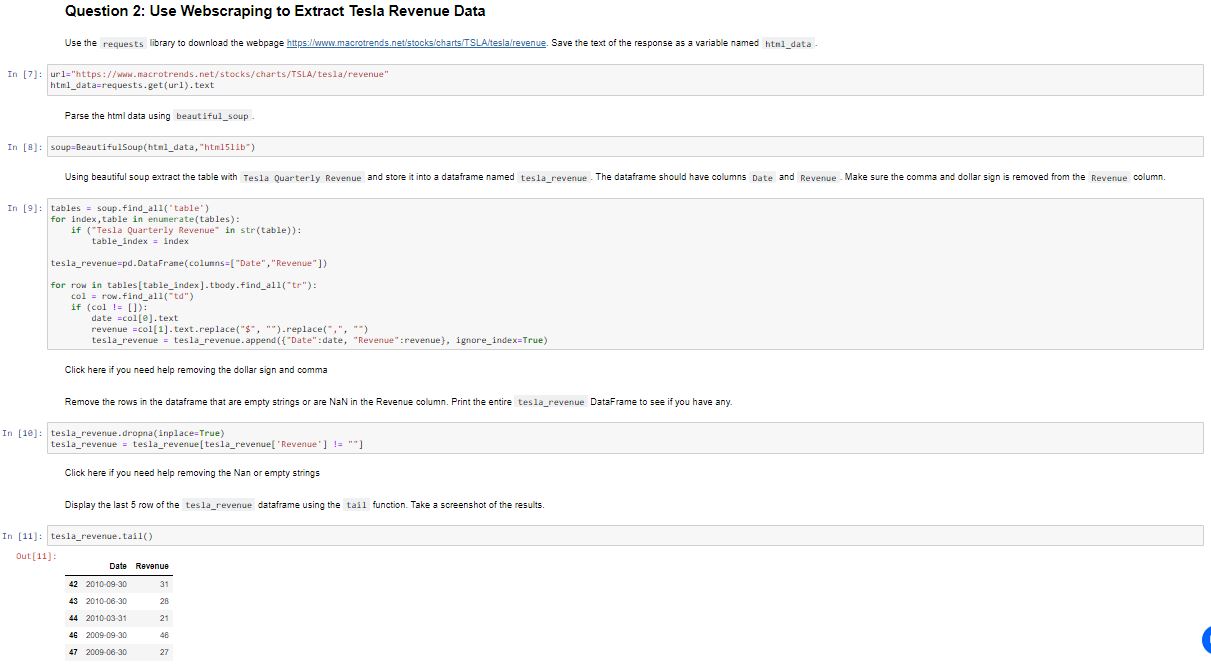 Question 2: Use Webscraping to Extract Tesla Revenue Data
Use the requests library to download the webpage https://www.macrotrends.net/stocks/charts/TSLA/tesla/revenue. Save the text of the response as a variable named html_data .
In [7]: url="https://www.macrotrends.net/stocks/charts/TSLA/tesla/revenue"
html_data=requests.get(url).text
Parse the html data using beautiful_soup .
In [8]: soup=BeautifulSoup(html_data,"html5lib")
Using beautiful soup extract the table with Tesla Quarterly Revenue and store it into a dataframe named tesla_revenue . The dataframe should have columns Date and Revenue . Make sure the comma and dollar sign is removed from the Revenue column.
In [9]: tables = soup.find_all('table')
for index,table in enumerate(tables):
    if ("Tesla Quarterly Revenue" in str(table)):
        table_index = index
tesla_revenue=pd.DataFrame(columns=["Date","Revenue"])
for row in tables[table_index].tbody.find_all("tr"):
    col = row.find_all("td")
    if (col != []):
        date =col[0].text
        revenue =col[1].text.replace("$", "").replace(",", "")
        tesla_revenue = tesla_revenue.append({"Date":date, "Revenue":revenue}, ignore_index=True)
Click here if you need help removing the dollar sign and comma
Remove the rows in the dataframe that are empty strings or are NaN in the Revenue column. Print the entire tesla_revenue DataFrame to see if you have any.
In [10]: tesla_revenue.dropna(inplace=True)
tesla_revenue = tesla_revenue[tesla_revenue['Revenue'] != ""]
Click here if you need help removing the Nan or empty strings
Display the last 5 row of the tesla_revenue dataframe using the tail function. Take a screenshot of the results.
In [11]: tesla_revenue.tail()
Out[11]:
Date Revenue
42 2010-09-30 31
43 2010-06-30 28
44 2010-03-31 21
46 2009-09-30 46
47 2009-06-30 27